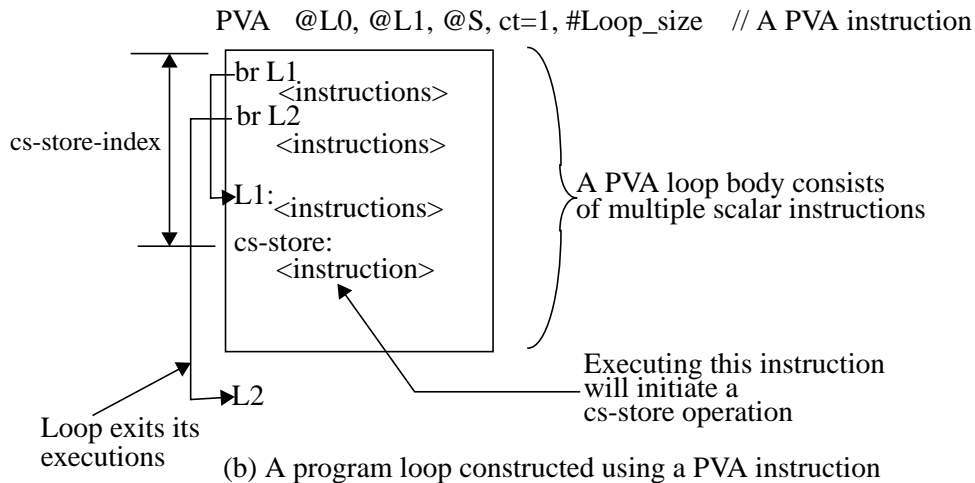 PVA @L0, @L1, @S, ct=1, #Loop_size // A PVA instruction
br L1
<instructions>
br L2
<instructions>
cs-store-index
L1:
<instructions>
cs-store:
<instruction>
A PVA loop body consists
of multiple scalar instructions
L2
Loop exits its
executions
Executing this instruction
will initiate a
cs-store operation
(b) A program loop constructed using a PVA instruction